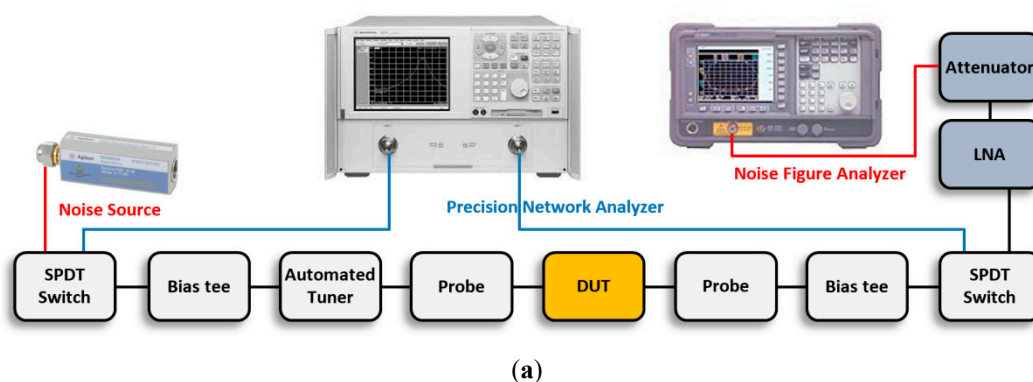 Attenuator
LNA
Agilent
Noise Source
Precision Network Analyzer
Noise Figure Analyzer
SPDT
Switch
Bias tee
Automated
Tuner
Probe
DUT
Probe
Bias tee
SPDT
Switch
(a)